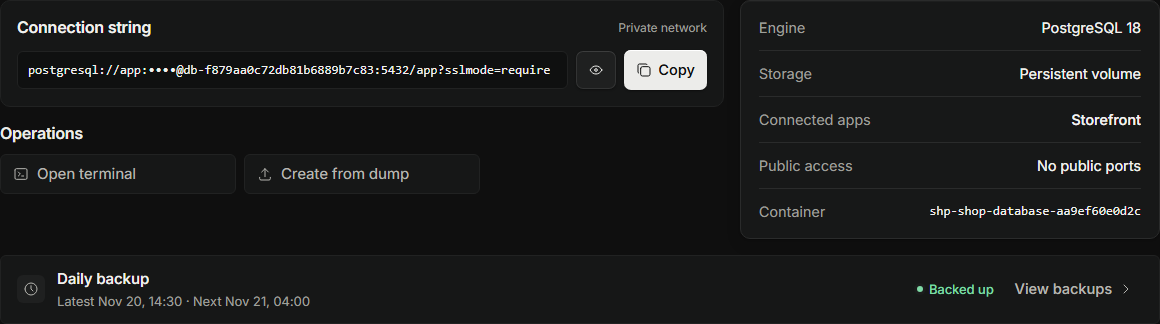 Connection string
Private network
postgresql://app:••••@db-f879aa0c72db81b6889b7c83:5432/app?sslmode=require
Copy
Operations
Open terminal
Create from dump
Engine
PostgreSQL 18
Storage
Persistent volume
Connected apps
Storefront
Public access
No public ports
Container
shp-shop-database-aa9ef60e0d2c
Daily backup
Latest Nov 20, 14:30 · Next Nov 21, 04:00
Backed up
View backups